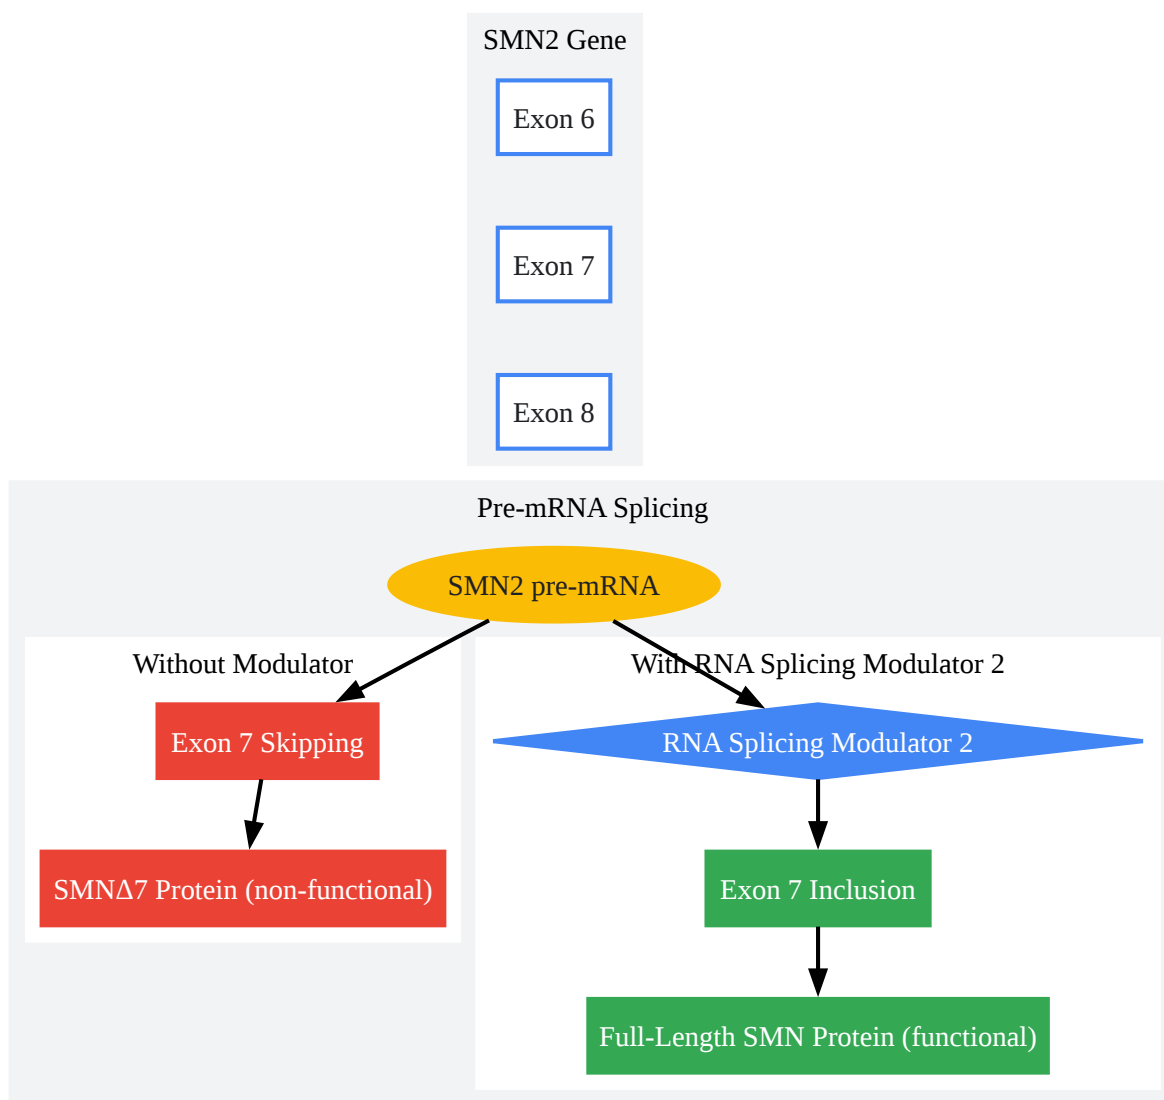 SMN2 Gene
Exon 6
Exon 7
Exon 8
Pre-mRNA Splicing
SMN2 pre-mRNA
Without Modulator
Exon 7 Skipping
SMNΔ7 Protein (non-functional)
With RNA Splicing Modulator 2
RNA Splicing Modulator 2
Exon 7 Inclusion
Full-Length SMN Protein (functional)